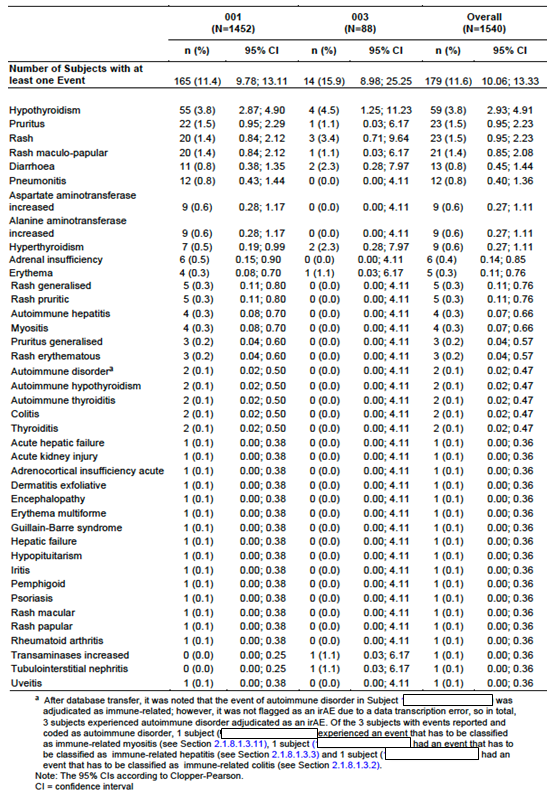 001
(N=1452) 003
(N=88) Overall
(N=1540)
n (%) 95% CI n (%) 95% CI n (%) 95% CI
Number of Subjects with at
least one Event 165 (11.4) 9.78; 13.11 14 (15.9) 8.98; 25.25 179 (11.6) 10.06; 13.33
Hypothyroidism 55 (3.8) 2.87; 4.90 4 (4.5) 1.25; 11.23 59 (3.8) 2.93; 4.91
Pruritus 22 (1.5) 0.95; 2.29 1 (1.1) 0.03; 6.17 23 (1.5) 0.95; 2.23
Rash 20 (1.4) 0.84; 2.12 3 (3.4) 0.71; 9.64 23 (1.5) 0.95; 2.23
Rash maculo-papular 20 (1.4) 0.84; 2.12 1 (1.1) 0.03; 6.17 21 (1.4) 0.85; 2.08
Diarrhoea 11 (0.8) 0.38; 1.35 2 (2.3) 0.28; 7.97 13 (0.8) 0.45; 1.44
Pneumonitis 12 (0.8) 0.43; 1.44 0 (0.0) 0.00; 4.11 12 (0.8) 0.40; 1.36
Aspartate aminotransferase
increased 9 (0.6) 0.28; 1.17 0 (0.0) 0.00; 4.11 9 (0.6) 0.27; 1.11
Alanine aminotransferase
increased 9 (0.6) 0.28; 1.17 0 (0.0) 0.00; 4.11 9 (0.6) 0.27; 1.11
Hyperthyroidism 7 (0.5) 0.19; 0.99 2 (2.3) 0.28; 7.97 9 (0.6) 0.27; 1.11
Adrenal insufficiency 6 (0.5) 0.15; 0.90 0 (0.0) 0.00; 4.11 6 (0.4) 0.14; 0.85
Erythema 4 (0.3) 0.08; 0.70 1 (1.1) 0.03; 6.17 5 (0.3) 0.11; 0.76
Rash generalised 5 (0.3) 0.11; 0.80 0 (0.0) 0.00; 4.11 5 (0.3) 0.11; 0.76
Rash pruritic 5 (0.3) 0.11; 0.80 0 (0.0) 0.00; 4.11 5 (0.3) 0.11; 0.76
Autoimmune hepatitis 4 (0.3) 0.08; 0.70 0 (0.0) 0.00; 4.11 4 (0.3) 0.07; 0.66
Myositis 4 (0.3) 0.08; 0.70 0 (0.0) 0.00; 4.11 4 (0.3) 0.07; 0.66
Pruritus generalised 3 (0.2) 0.04; 0.60 0 (0.0) 0.00; 4.11 3 (0.2) 0.04; 0.57
Rash erythematous 3 (0.2) 0.04; 0.60 0 (0.0) 0.00; 4.11 3 (0.2) 0.04; 0.57
Autoimmune disorderᵃ 2 (0.1) 0.02; 0.50 0 (0.0) 0.00; 4.11 2 (0.1) 0.02; 0.47
Autoimmune hypothyroidism 2 (0.1) 0.02; 0.50 0 (0.0) 0.00; 4.11 2 (0.1) 0.02; 0.47
Autoimmune thyroiditis 2 (0.1) 0.02; 0.50 0 (0.0) 0.00; 4.11 2 (0.1) 0.02; 0.47
Colitis 2 (0.1) 0.02; 0.50 0 (0.0) 0.00; 4.11 2 (0.1) 0.02; 0.47
Thyroiditis 2 (0.1) 0.02; 0.50 0 (0.0) 0.00; 4.11 2 (0.1) 0.02; 0.47
Acute hepatic failure 1 (0.1) 0.00; 0.38 0 (0.0) 0.00; 4.11 1 (0.1) 0.00; 0.36
Acute kidney injury 1 (0.1) 0.00; 0.38 0 (0.0) 0.00; 4.11 1 (0.1) 0.00; 0.36
Adrenocortical insufficiency acute 1 (0.1) 0.00; 0.38 0 (0.0) 0.00; 4.11 1 (0.1) 0.00; 0.36
Dermatitis exfoliative 1 (0.1) 0.00; 0.38 0 (0.0) 0.00; 4.11 1 (0.1) 0.00; 0.36
Encephalopathy 1 (0.1) 0.00; 0.38 0 (0.0) 0.00; 4.11 1 (0.1) 0.00; 0.36
Erythema multiforme 1 (0.1) 0.00; 0.38 0 (0.0) 0.00; 4.11 1 (0.1) 0.00; 0.36
Guillain-Barre syndrome 1 (0.1) 0.00; 0.38 0 (0.0) 0.00; 4.11 1 (0.1) 0.00; 0.36
Hepatic failure 1 (0.1) 0.00; 0.38 0 (0.0) 0.00; 4.11 1 (0.1) 0.00; 0.36
Hypopituitarism 1 (0.1) 0.00; 0.38 0 (0.0) 0.00; 4.11 1 (0.1) 0.00; 0.36
Iritis 1 (0.1) 0.00; 0.38 0 (0.0) 0.00; 4.11 1 (0.1) 0.00; 0.36
Pemphigoid 1 (0.1) 0.00; 0.38 0 (0.0) 0.00; 4.11 1 (0.1) 0.00; 0.36
Psoriasis 1 (0.1) 0.00; 0.38 0 (0.0) 0.00; 4.11 1 (0.1) 0.00; 0.36
Rash macular 1 (0.1) 0.00; 0.38 0 (0.0) 0.00; 4.11 1 (0.1) 0.00; 0.36
Rash papular 1 (0.1) 0.00; 0.38 0 (0.0) 0.00; 4.11 1 (0.1) 0.00; 0.36
Rheumatoid arthritis 1 (0.1) 0.00; 0.38 0 (0.0) 0.00; 4.11 1 (0.1) 0.00; 0.36
Transaminases increased 0 (0.0) 0.00; 0.25 1 (1.1) 0.03; 6.17 1 (0.1) 0.00; 0.36
Tubulointerstitial nephritis 0 (0.0) 0.00; 0.25 1 (1.1) 0.03; 6.17 1 (0.1) 0.00; 0.36
Uveitis 1 (0.1) 0.00; 0.38 0 (0.0) 0.00; 4.11 1 (0.1) 0.00; 0.36
ᵃ After database transfer, it was noted that the event of autoimmune disorder in Subject was
adjudicated as immune-related; however, it was not flagged as an irAE due to a data transcription error, so in total,
3 subjects experienced autoimmune disorder adjudicated as an irAE. Of the 3 subjects with events reported and
coded as autoimmune disorder, 1 subject ( experienced an event that has to be classified
as immune-related myositis (see Section 2.1.8.1.3.11), 1 subject ( had an event that has to
be classified as immune-related hepatitis (see Section 2.1.8.1.3.3) and 1 subject ( had an
event that has to be classified as immune-related colitis (see Section 2.1.8.1.3.2).
Note: The 95% CIs according to Clopper-Pearson.
CI = confidence interval